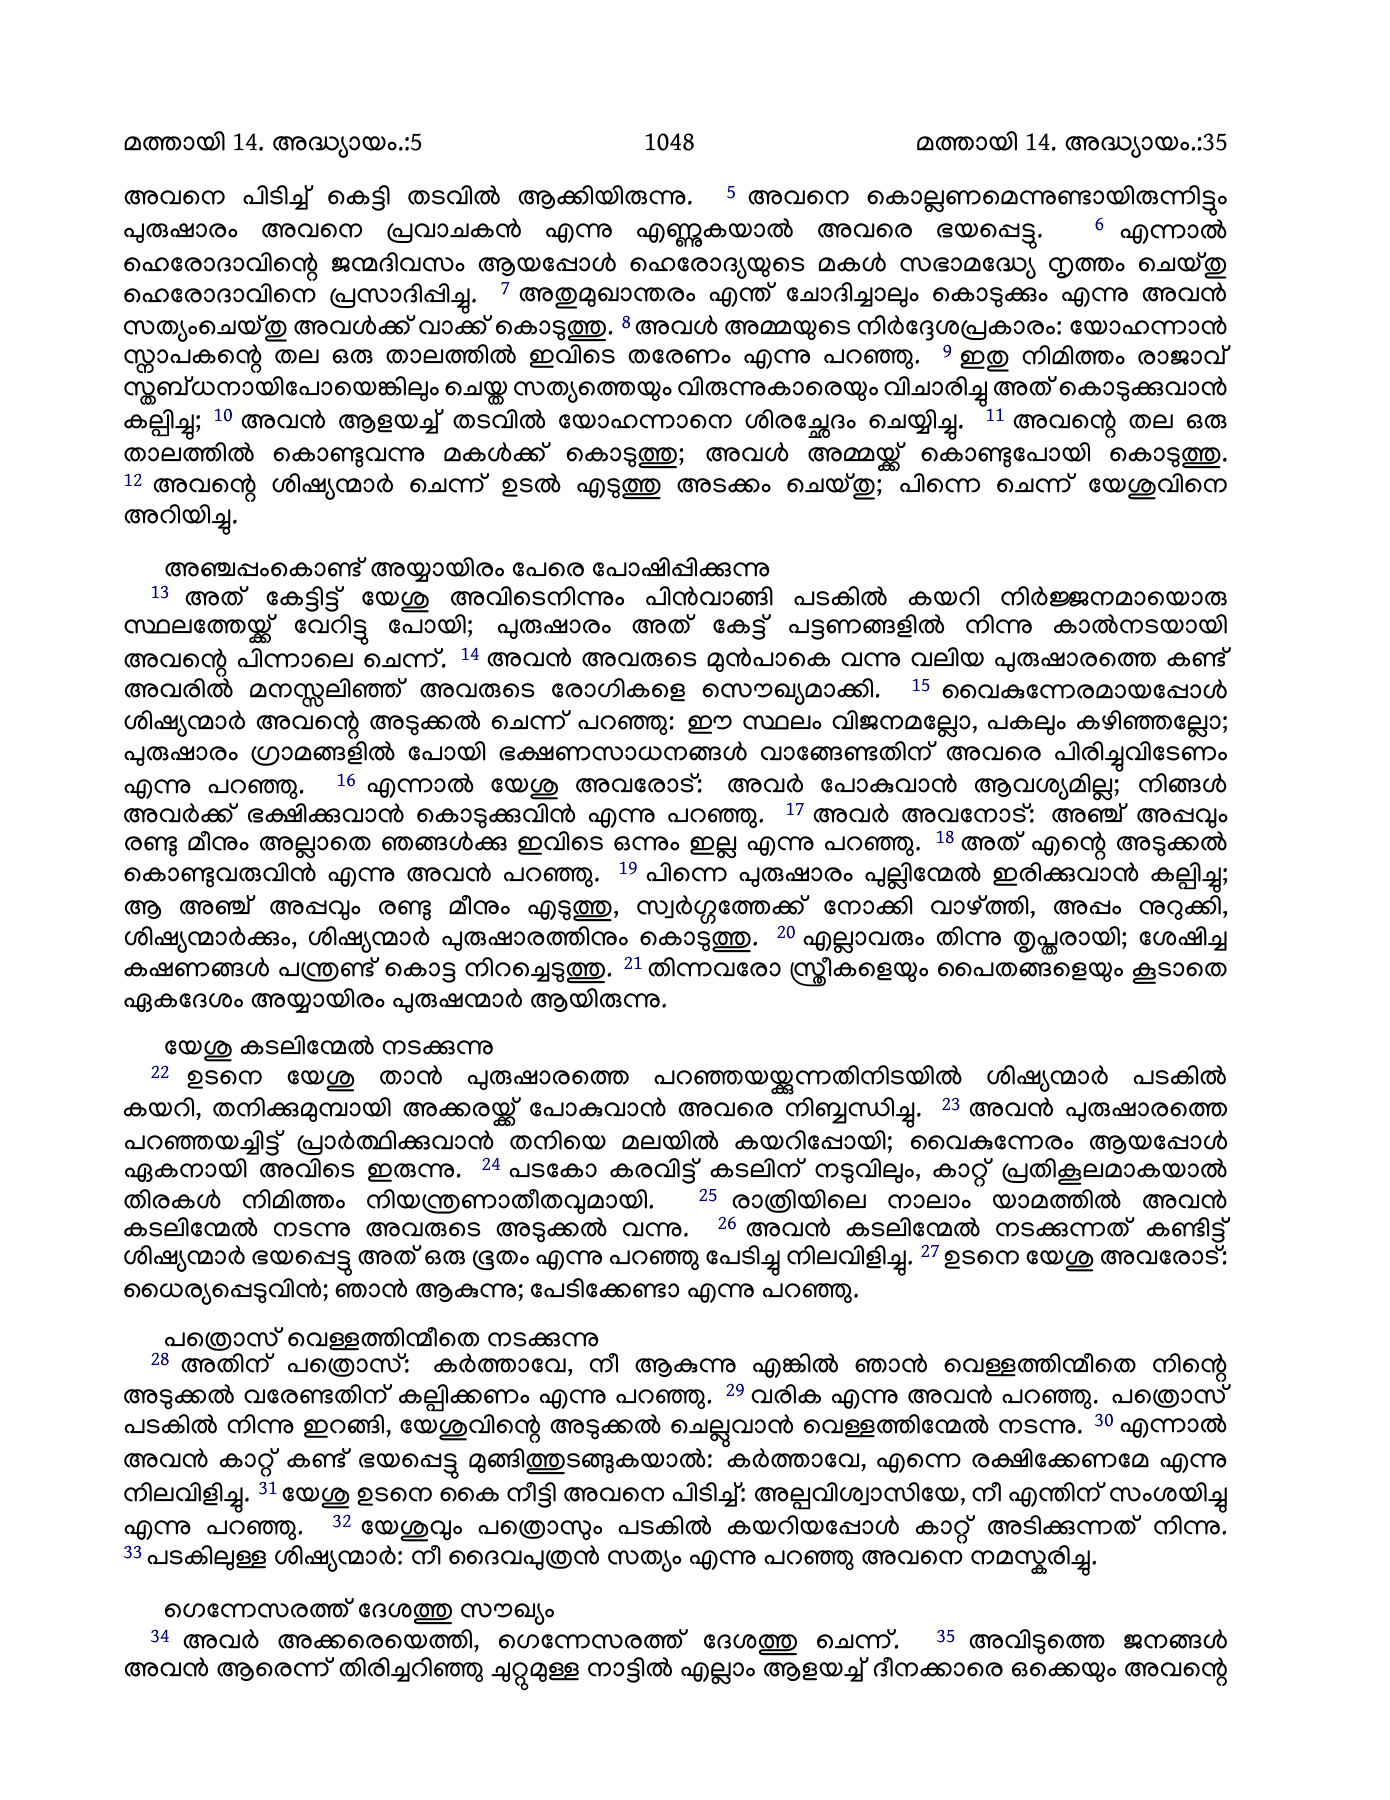 മത്തായി 14. അദ്ധ്യായം.:5 1048 മത്തായി 14. അദ്ധ്യായം.:35
അവനെ പിടിച്ച് കെട്ടി തടവിൽ ആക്കിയിരുന്നു. 5 അവനെ കൊല്ലണമെന്നുണ്ടായിരുന്നിട്ടും
പുരുഷാരം അവനെ പ്രവാചകൻ എന്നു എണ്ണുകയാൽ അവരെ ഭയപ്പെട്ടു. 6 എന്നാൽ
ഹെരോദാവിന്റെ ജന്മദിവസം ആയപ്പോൾ ഹെരോദ്യയുടെ മകൾ സഭാമദ്ധ്യേ നൃത്തം ചെയ്തു
ഹെരോദാവിനെ പ്രസാദിപ്പിച്ചു. 7 അതുമുഖാന്തരം എന്ത് ചോദിച്ചാലും കൊടുക്കും എന്നു അവൻ
സത്യംചെയ്തു അവൾക്ക് വാക്ക് കൊടുത്തു. 8 അവൾ അമ്മയുടെ നിർദ്ദേശപ്രകാരം: യോഹന്നാൻ
സ്നാപകന്റെ തല ഒരു താലത്തിൽ ഇവിടെ തരേണം എന്നു പറഞ്ഞു. 9 ഇതു നിമിത്തം രാജാവ്
സ്തബ്ധനായിപോയെങ്കിലും ചെയ്ത സത്യത്തെയും വിരുന്നുകാരെയും വിചാരിച്ചു അത് കൊടുക്കുവാൻ
കല്പിച്ചു; 10 അവൻ ആളയച്ച് തടവിൽ യോഹന്നാനെ ശിരച്ഛേദം ചെയ്യിച്ചു. 11 അവന്റെ തല ഒരു
താലത്തിൽ കൊണ്ടുവന്നു മകൾക്ക് കൊടുത്തു; അവൾ അമ്മയ്ക്ക് കൊണ്ടുപോയി കൊടുത്തു.
12 അവന്റെ ശിഷ്യന്മാർ ചെന്ന് ഉടൽ എടുത്തു അടക്കം ചെയ്തു; പിന്നെ ചെന്ന് യേശുവിനെ
അറിയിച്ചു.
അഞ്ചപ്പംകൊണ്ട് അയ്യായിരം പേരെ പോഷിപ്പിക്കുന്നു
13 അത് കേട്ടിട്ട് യേശു അവിടെനിന്നും പിൻവാങ്ങി പടകിൽ കയറി നിർജ്ജനമായൊരു
സ്ഥലത്തേയ്ക്ക് വേറിട്ടു പോയി; പുരുഷാരം അത് കേട്ട് പട്ടണങ്ങളിൽ നിന്നു കാൽനടയായി
അവന്റെ പിന്നാലെ ചെന്ന്. 14 അവൻ അവരുടെ മുൻപാകെ വന്നു വലിയ പുരുഷാരത്തെ കണ്ട്
അവരിൽ മനസ്സലിഞ്ഞ് അവരുടെ രോഗികളെ സൌഖ്യമാക്കി. 15 വൈകുന്നേരമായപ്പോൾ
ശിഷ്യന്മാർ അവന്റെ അടുക്കൽ ചെന്ന് പറഞ്ഞു: ഈ സ്ഥലം വിജനമല്ലോ, പകലും കഴിഞ്ഞല്ലോ;
പുരുഷാരം ഗ്രാമങ്ങളിൽ പോയി ഭക്ഷണസാധനങ്ങൾ വാങ്ങേണ്ടതിന് അവരെ പിരിച്ചുവിടേണം
എന്നു പറഞ്ഞു. 16 എന്നാൽ യേശു അവരോട്: അവർ പോകുവാൻ ആവശ്യമില്ല; നിങ്ങൾ
അവർക്ക് ഭക്ഷിക്കുവാൻ കൊടുക്കുവിൻ എന്നു പറഞ്ഞു. 17 അവർ അവനോട്: അഞ്ച് അപ്പവും
രണ്ടു മീനും അല്ലാതെ ഞങ്ങൾക്കു ഇവിടെ ഒന്നും ഇല്ല എന്നു പറഞ്ഞു. 18 അത് എന്റെ അടുക്കൽ
കൊണ്ടുവരുവിൻ എന്നു അവൻ പറഞ്ഞു. 19 പിന്നെ പുരുഷാരം പുല്ലിന്മേൽ ഇരിക്കുവാൻ കല്പിച്ചു;
ആ അഞ്ച് അപ്പവും രണ്ടു മീനും എടുത്തു, സ്വർഗ്ഗത്തേക്ക് നോക്കി വാഴ്ത്തി, അപ്പം നുറുക്കി,
ശിഷ്യന്മാർക്കും, ശിഷ്യന്മാർ പുരുഷാരത്തിനും കൊടുത്തു. 20 എല്ലാവരും തിന്നു തൃപ്തരായി; ശേഷിച്ച
കഷണങ്ങൾ പന്ത്രണ്ട് കൊട്ട നിറച്ചെടുത്തു. 21 തിന്നവരോ സ്ത്രീകളെയും പൈതങ്ങളെയും കൂടാതെ
ഏകദേശം അയ്യായിരം പുരുഷന്മാർ ആയിരുന്നു.
യേശു കടലിന്മേൽ നടക്കുന്നു
22 ഉടനെ യേശു താൻ പുരുഷാരത്തെ പറഞ്ഞയയ്ക്കുന്നതിനിടയിൽ ശിഷ്യന്മാർ പടകിൽ
കയറി, തനിക്കുമുമ്പായി അക്കരയ്ക്ക് പോകുവാൻ അവരെ നിബ്ബന്ധിച്ചു. 23 അവൻ പുരുഷാരത്തെ
പറഞ്ഞയച്ചിട്ട് പ്രാർത്ഥിക്കുവാൻ തനിയെ മലയിൽ കയറിപ്പോയി; വൈകുന്നേരം ആയപ്പോൾ
ഏകനായി അവിടെ ഇരുന്നു. 24 പടകോ കരവിട്ട് കടലിന് നടുവിലും, കാറ്റ് പ്രതികൂലമാകയാൽ
തിരകൾ നിമിത്തം നിയന്ത്രണാതീതവുമായി. 25 രാത്രിയിലെ നാലാം യാമത്തിൽ അവൻ
കടലിന്മേൽ നടന്നു അവരുടെ അടുക്കൽ വന്നു. 26 അവൻ കടലിന്മേൽ നടക്കുന്നത് കണ്ടിട്ട്
ശിഷ്യന്മാർ ഭയപ്പെട്ടു അത് ഒരു ഭൂതം എന്നു പറഞ്ഞു പേടിച്ചു നിലവിളിച്ചു. 27 ഉടനെ യേശു അവരോട്:
ധൈര്യപ്പെടുവിൻ; ഞാൻ ആകുന്നു; പേടിക്കേണ്ടാ എന്നു പറഞ്ഞു.
പത്രൊസ് വെള്ളത്തിന്മീതെ നടക്കുന്നു
28 അതിന് പത്രൊസ്: കർത്താവേ, നീ ആകുന്നു എങ്കിൽ ഞാൻ വെള്ളത്തിന്മീതെ നിന്റെ
അടുക്കൽ വരേണ്ടതിന് കല്പിക്കണം എന്നു പറഞ്ഞു. 29 വരിക എന്നു അവൻ പറഞ്ഞു. പത്രൊസ്
പടകിൽ നിന്നു ഇറങ്ങി, യേശുവിന്റെ അടുക്കൽ ചെല്ലുവാൻ വെള്ളത്തിന്മേൽ നടന്നു. 30 എന്നാൽ
അവൻ കാറ്റ് കണ്ട് ഭയപ്പെട്ടു മുങ്ങിത്തുടങ്ങുകയാൽ: കർത്താവേ, എന്നെ രക്ഷിക്കേണമേ എന്നു
നിലവിളിച്ചു. 31 യേശു ഉടനെ കൈ നീട്ടി അവനെ പിടിച്ച്: അല്പവിശ്വാസിയേ, നീ എന്തിന് സംശയിച്ചു
എന്നു പറഞ്ഞു. 32 യേശുവും പത്രൊസും പടകിൽ കയറിയപ്പോൾ കാറ്റ് അടിക്കുന്നത് നിന്നു.
33 പടകിലുള്ള ശിഷ്യന്മാർ: നീ ദൈവപുത്രൻ സത്യം എന്നു പറഞ്ഞു അവനെ നമസ്കരിച്ചു.
ഗെന്നേസരത്ത് ദേശത്തു സൗഖ്യം
34 അവർ അക്കരെയെത്തി, ഗെന്നേസരത്ത് ദേശത്തു ചെന്ന്. 35 അവിടുത്തെ ജനങ്ങൾ
അവൻ ആരെന്ന് തിരിച്ചറിഞ്ഞു ചുറ്റുമുള്ള നാട്ടിൽ എല്ലാം ആളയച്ച് ദീനക്കാരെ ഒക്കെയും അവന്റെ